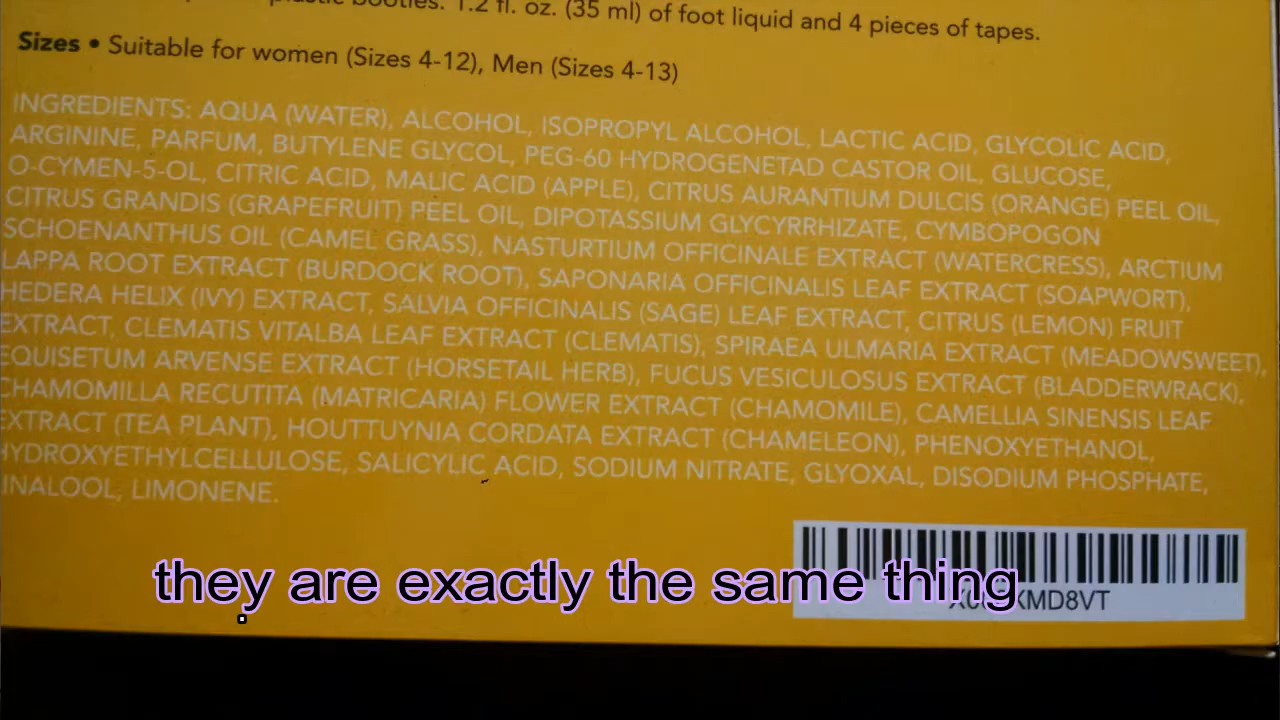 plastic booties. 1.2 fl. oz. (35 ml) of foot liquid and 4 pieces of tapes.
Sizes • Suitable for women (Sizes 4-12), Men (Sizes 4-13)
INGREDIENTS: AQUA (WATER), ALCOHOL, ISOPROPYL ALCOHOL, LACTIC ACID, GLYCOLIC ACID,
ARGININE, PARFUM, BUTYLENE GLYCOL, PEG-60 HYDROGENETAD CASTOR OIL, GLUCOSE,
O-CYMEN-5-OL, CITRIC ACID, MALIC ACID (APPLE), CITRUS AURANTIUM DULCIS (ORANGE) PEEL OIL,
CITRUS GRANDIS (GRAPEFRUIT) PEEL OIL, DIPOTASSIUM GLYCYRRHIZATE, CYMBOPOGON
SCHOENANTHUS OIL (CAMEL GRASS), NASTURTIUM OFFICINALE EXTRACT (WATERCRESS), ARCTIUM
LAPPA ROOT EXTRACT (BURDOCK ROOT), SAPONARIA OFFICINALIS LEAF EXTRACT (SOAPWORT),
HEDERA HELIX (IVY) EXTRACT, SALVIA OFFICINALIS (SAGE) LEAF EXTRACT, CITRUS (LEMON) FRUIT
EXTRACT, CLEMATIS VITALBA LEAF EXTRACT (CLEMATIS), SPIRAEA ULMARIA EXTRACT (MEADOWSWEET),
EQUISETUM ARVENSE EXTRACT (HORSETAIL HERB), FUCUS VESICULOSUS EXTRACT (BLADDERWRACK),
CHAMOMILLA RECUTITA (MATRICARIA) FLOWER EXTRACT (CHAMOMILE), CAMELLIA SINENSIS LEAF
EXTRACT (TEA PLANT), HOUTTUYNIA CORDATA EXTRACT (CHAMELEON), PHENOXYETHANOL,
HYDROXYETHYLCELLULOSE, SALICYLIC ACID, SODIUM NITRATE, GLYOXAL, DISODIUM PHOSPHATE,
INALOOL, LIMONENE.
they are exactly the same thing
.